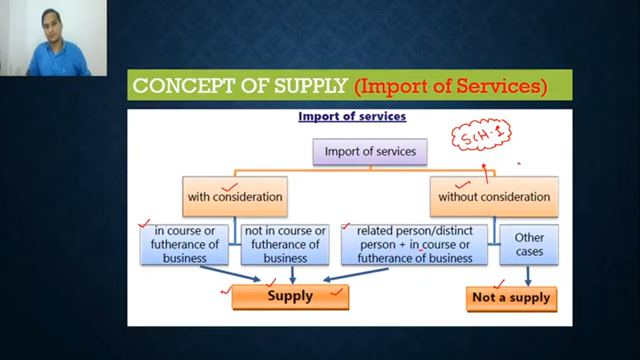 CONCEPT OF SUPPLY (Import of Services)
Import of services
Import of services
SCH-I
with consideration
without consideration
in course or
futherance of
business
not in course or
futherance of
business
related person/distinct
person + in course or
futherance of business
Other
cases
Supply
Not a supply